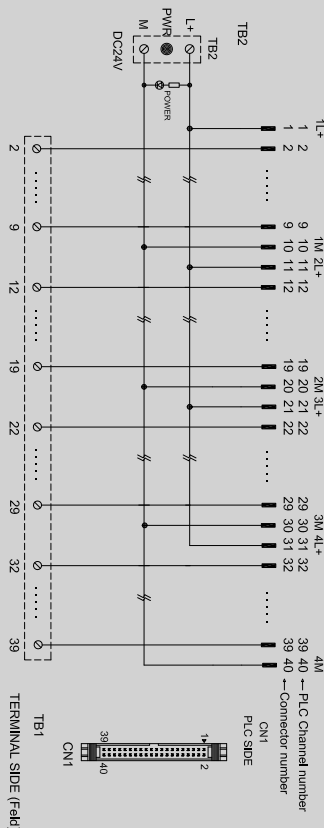 TB2
TB2
L+
PWR
M
DC24V
POWER
1L+ 1M 2L+ 2M 3L+ 3M 4L+ 4M
1 2 9 10 11 12 19 20 21 22 29 30 31 32 39 40 ←PLC Channel number
1 2 ...... 9 10 11 12 ...... 19 20 21 22 ...... 29 30 31 32 ...... 39 40 ←Connector number
CN1
PLC SIDE
1 2
39 40
CN1
2 ...... 9 12 ...... 19 22 ...... 29 32 ...... 39
TB1
TERMINAL SIDE (Feld)